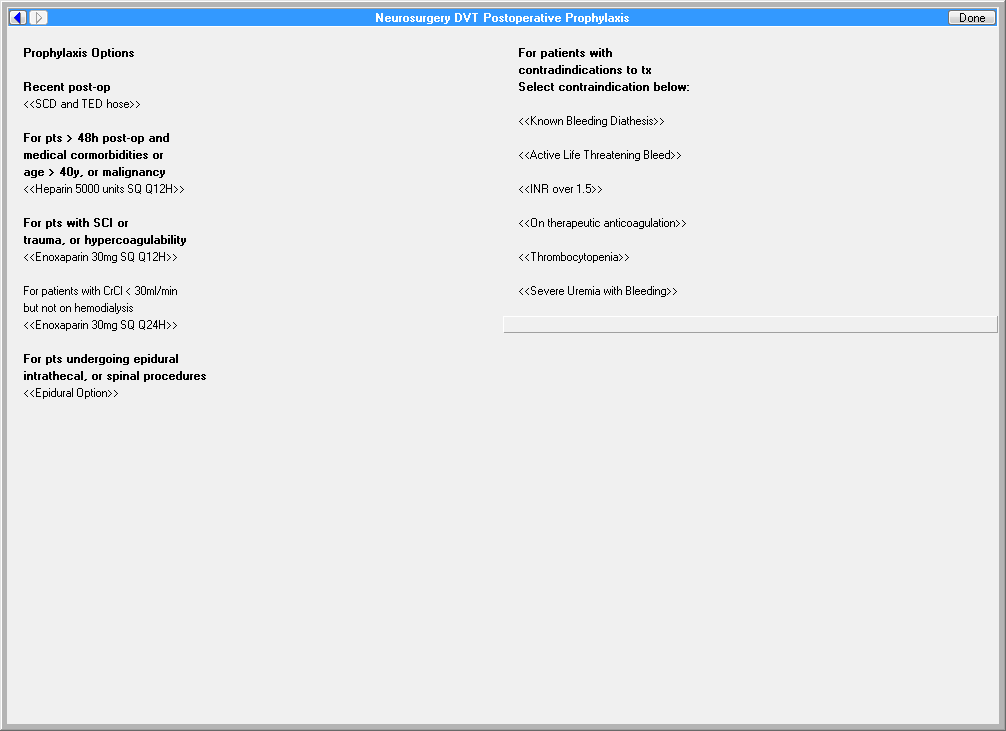 Neurosurgery DVT Postoperative Prophylaxis
Done
Prophylaxis Options
Recent post-op
<<SCD and TED hose>>
For pts > 48h post-op and
medical cormorbidities or
age > 40y, or malignancy
<<Heparin 5000 units SQ Q12H>>
For pts with SCI or
trauma, or hypercoagulability
<<Enoxaparin 30mg SQ Q12H>>
For patients with CrCl < 30ml/min
but not on hemodialysis
<<Enoxaparin 30mg SQ Q24H>>
For pts undergoing epidural
intrathecal, or spinal procedures
<<Epidural Option>>
For patients with
contradindications to tx
Select contraindication below:
<<Known Bleeding Diathesis>>
<<Active Life Threatening Bleed>>
<<INR over 1.5>>
<<On therapeutic anticoagulation>>
<<Thrombocytopenia>>
<<Severe Uremia with Bleeding>>